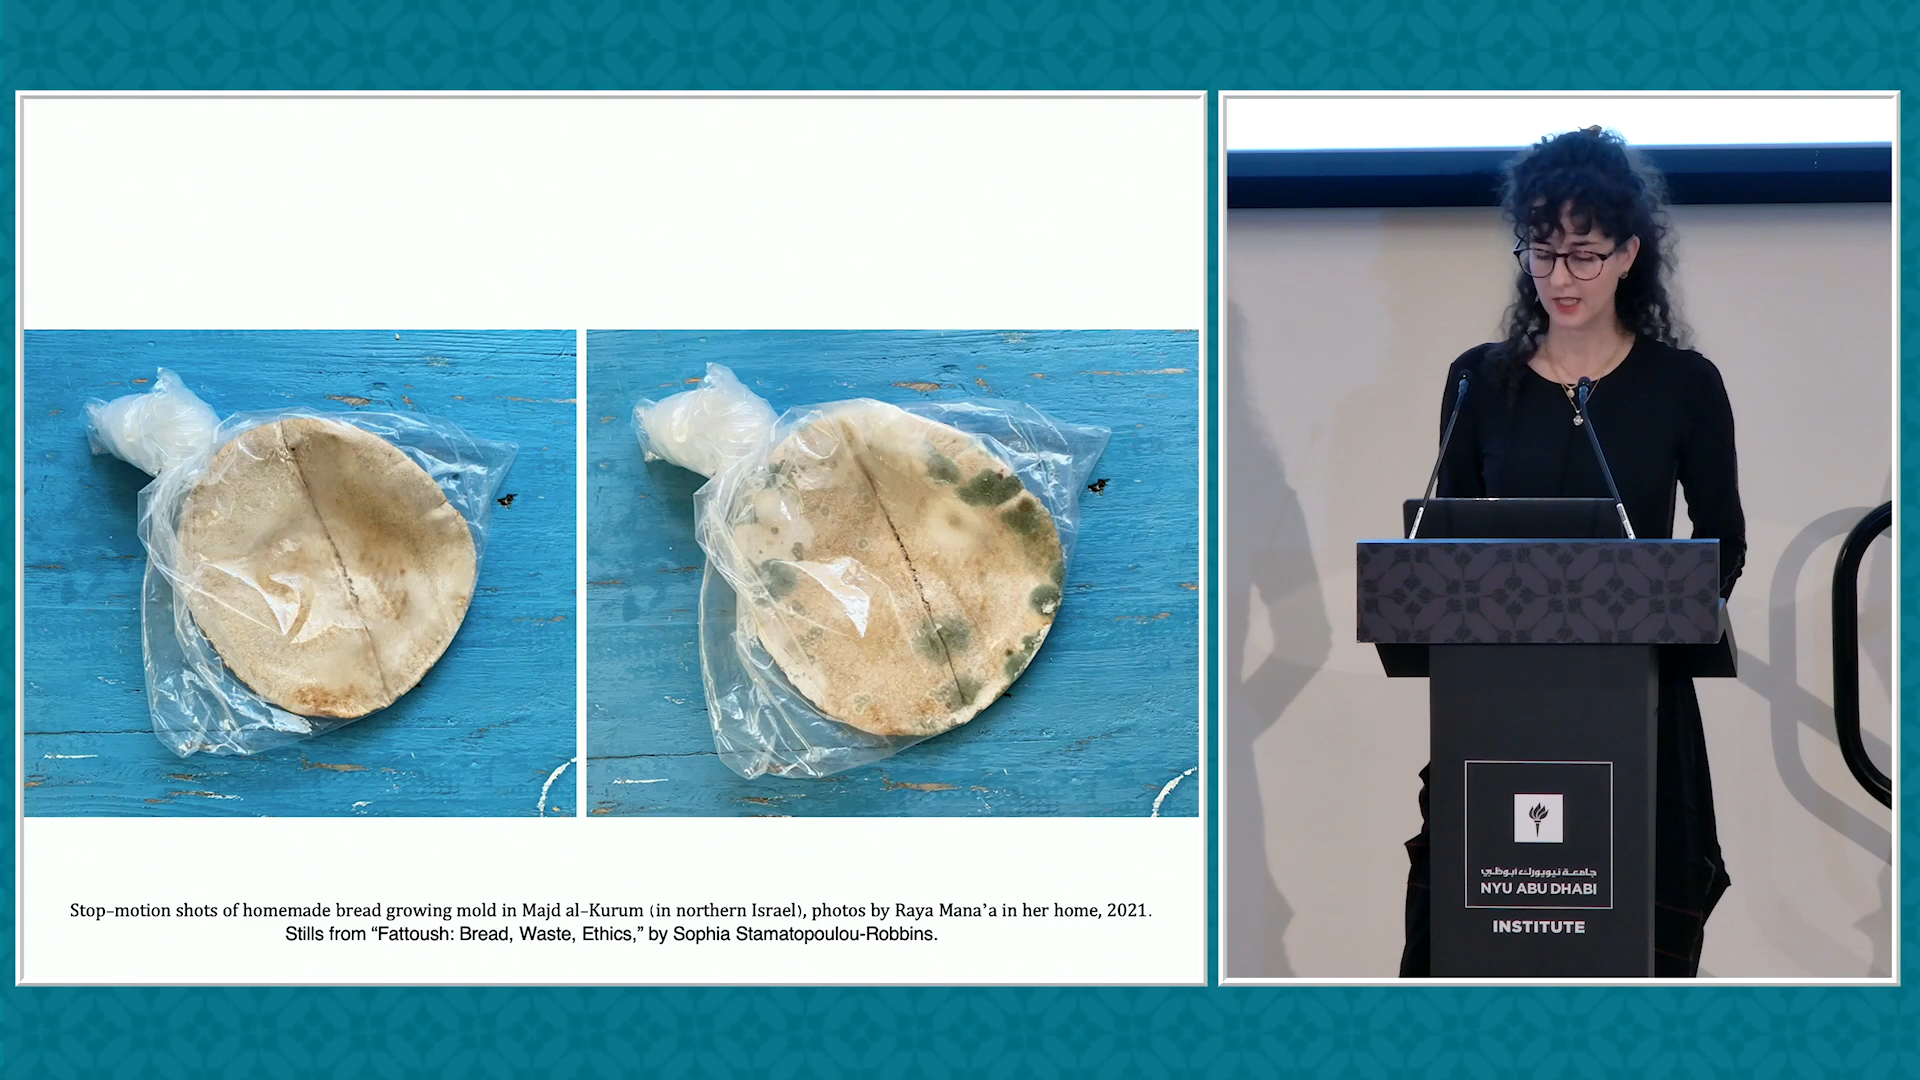 Stop-motion shots of homemade bread growing mold in Majd al-Kurum (in northern Israel), photos by Raya Mana’a in her home, 2021.
Stills from “Fattoush: Bread, Waste, Ethics,” by Sophia Stamatopoulou-Robbins.
جامعة نيويورك أبوظبي
NYU ABU DHABI
INSTITUTE